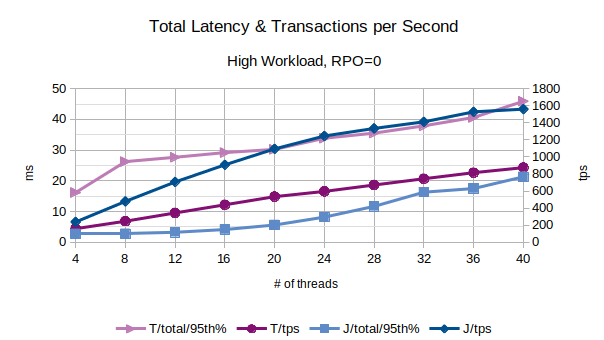 Total Latency & Transactions per Second
High Workload, RPO=0
50 1800
1600
40 1400
1200
30 1000
ms tps
20 800
600
10 400
200
0 0
4 8 12 16 20 24 28 32 36 40
# of threads
T/total/95th% T/tps J/total/95th% J/tps